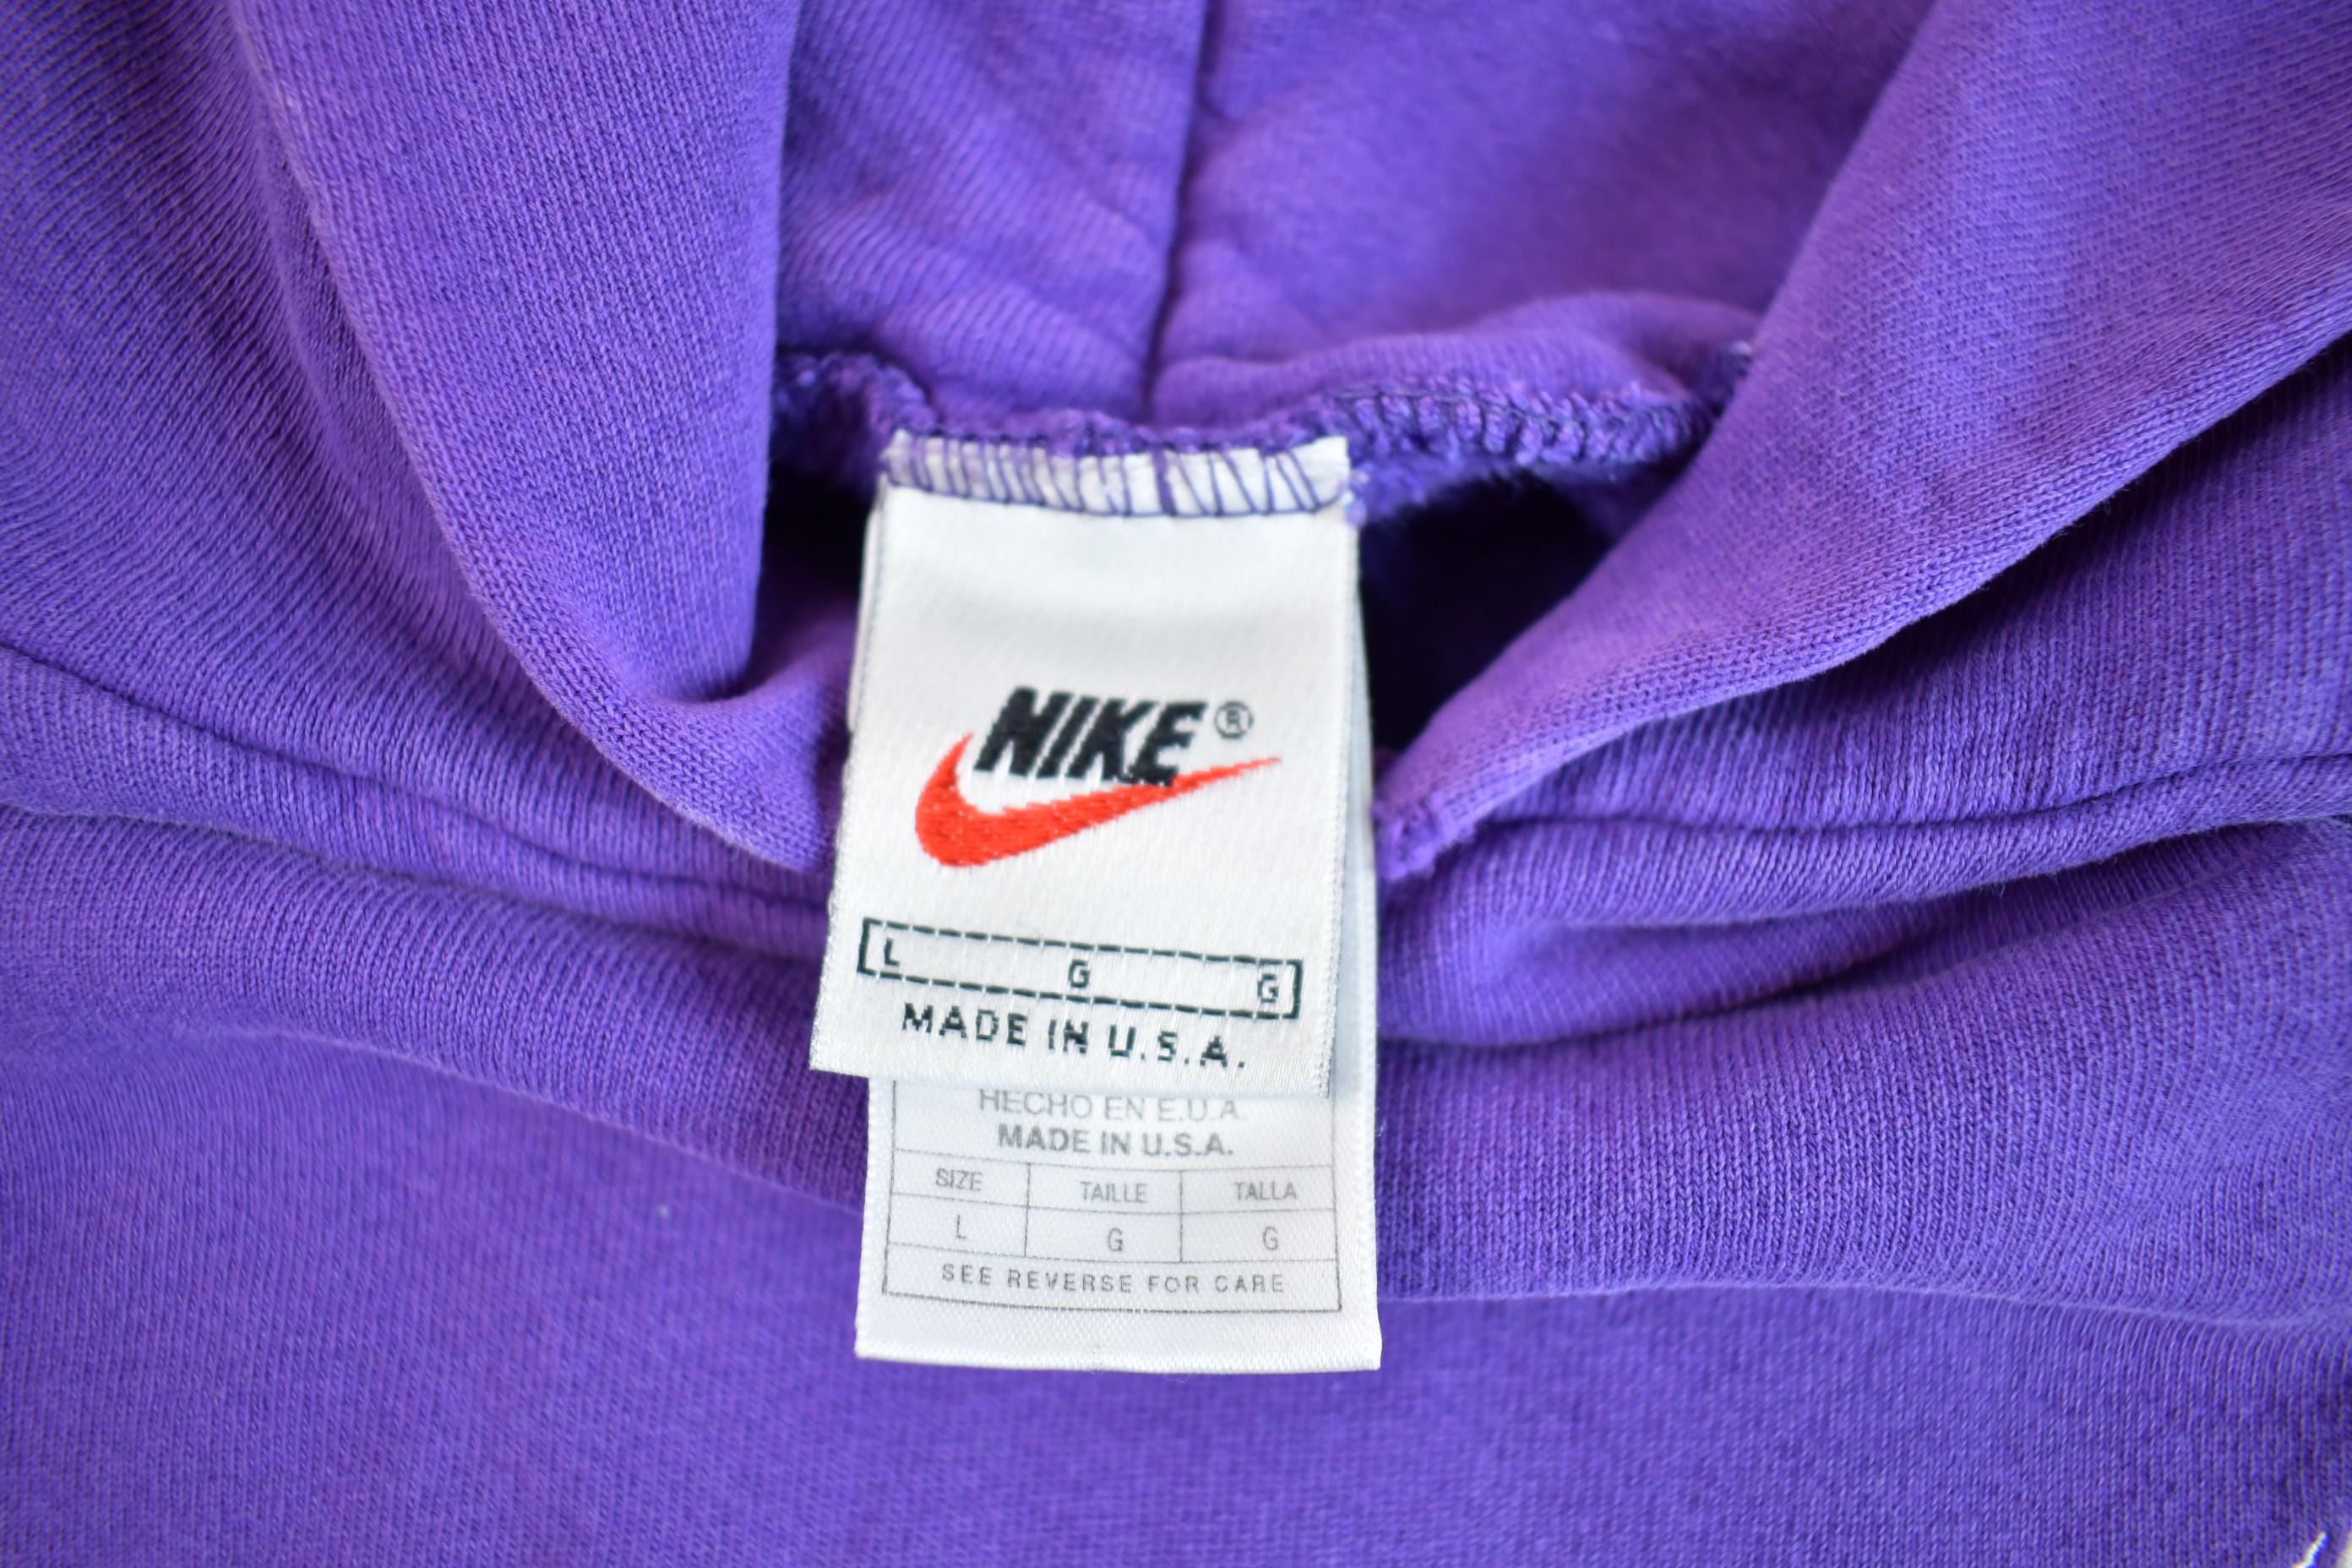 NIKE®
L G G
MADE IN U.S.A.
HECHO EN E.U.A.
MADE IN U.S.A.
SIZE TAILLE TALLA
L G G
SEE REVERSE FOR CARE